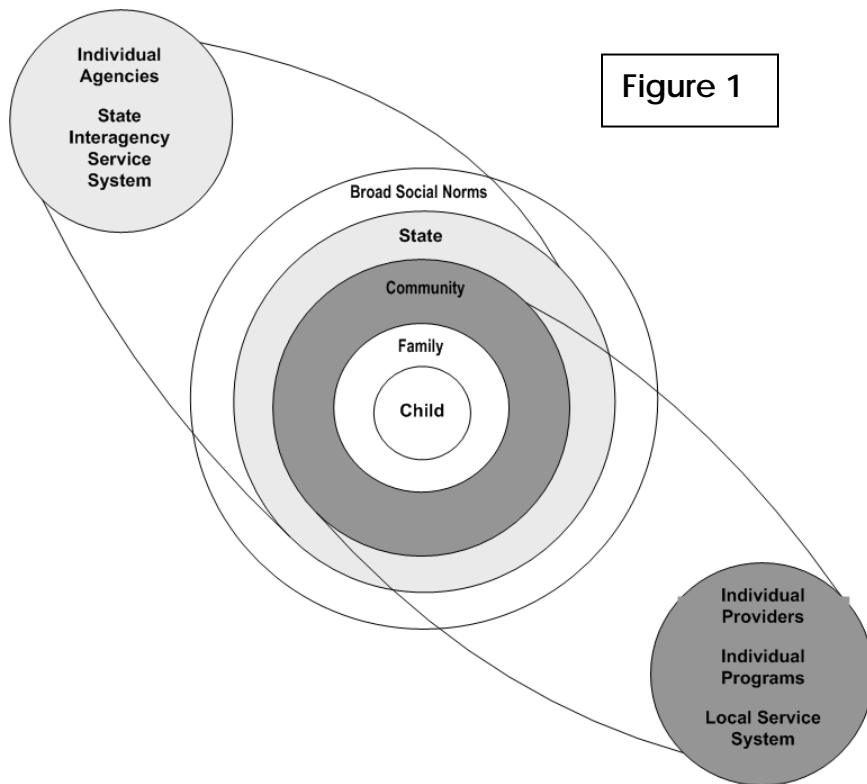 Individual
Agencies
State
Interagency
Service
System
Figure 1
Broad Social Norms
State
Community
Family
Child
Individual
Providers
Individual
Programs
Local Service
System